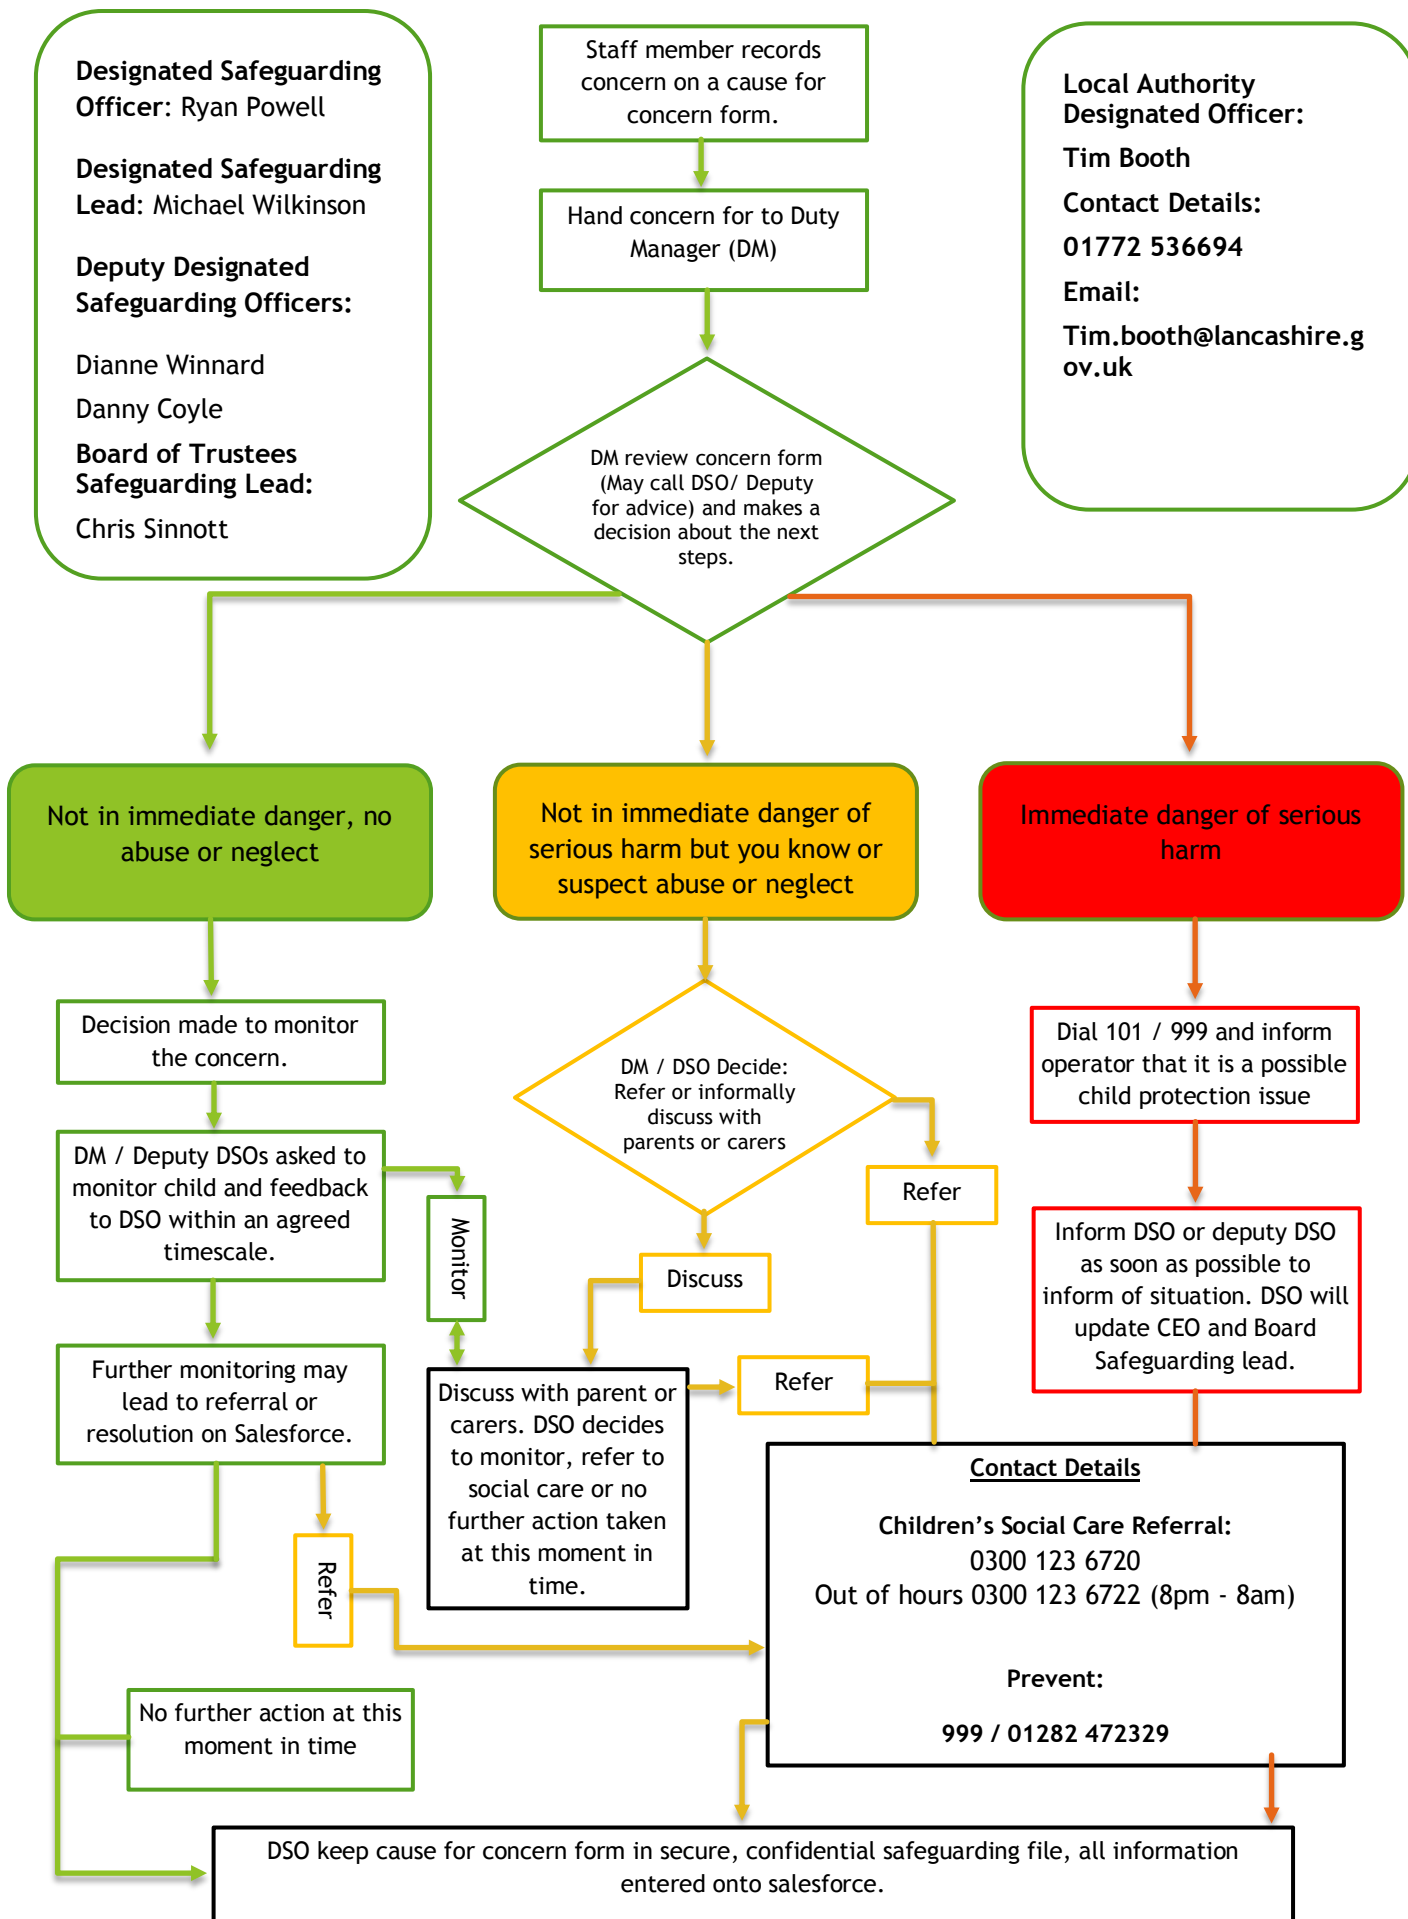 Designated Safeguarding
Officer: Ryan Powell
Designated Safeguarding
Lead: Michael Wilkinson
Deputy Designated
Safeguarding Officers:
Dianne Winnard
Danny Coyle
Board of Trustees
Safeguarding Lead:
Chris Sinnott
Staff member records
concern on a cause for
concern form.
Hand concern for to Duty
Manager (DM)
Local Authority
Designated Officer:
Tim Booth
Contact Details:
01772 536694
Email:
Tim.booth@lancashire.g
ov.uk
DM review concern form
(May call DSO/ Deputy
for advice) and makes a
decision about the next
steps.
Not in immediate danger, no
abuse or neglect
Not in immediate danger of
serious harm but you know or
suspect abuse or neglect
Immediate danger of serious
harm
Decision made to monitor
the concern.
DM / Deputy DSOs asked to
monitor child and feedback
to DSO within an agreed
timescale.
Monitor
Further monitoring may
lead to referral or
resolution on Salesforce.
Refer
No further action at this
moment in time
DM / DSO Decide:
Refer or informally
discuss with
parents or carers
Refer
Discuss
Discuss with parent or
carers. DSO decides
to monitor, refer to
social care or no
further action taken
at this moment in
time.
Refer
Dial 101 / 999 and inform
operator that it is a possible
child protection issue
Inform DSO or deputy DSO
as soon as possible to
inform of situation. DSO will
update CEO and Board
Safeguarding lead.
Contact Details
Children’s Social Care Referral:
0300 123 6720
Out of hours 0300 123 6722 (8pm - 8am)
Prevent:
999 / 01282 472329
DSO keep cause for concern form in secure, confidential safeguarding file, all information
entered onto salesforce.